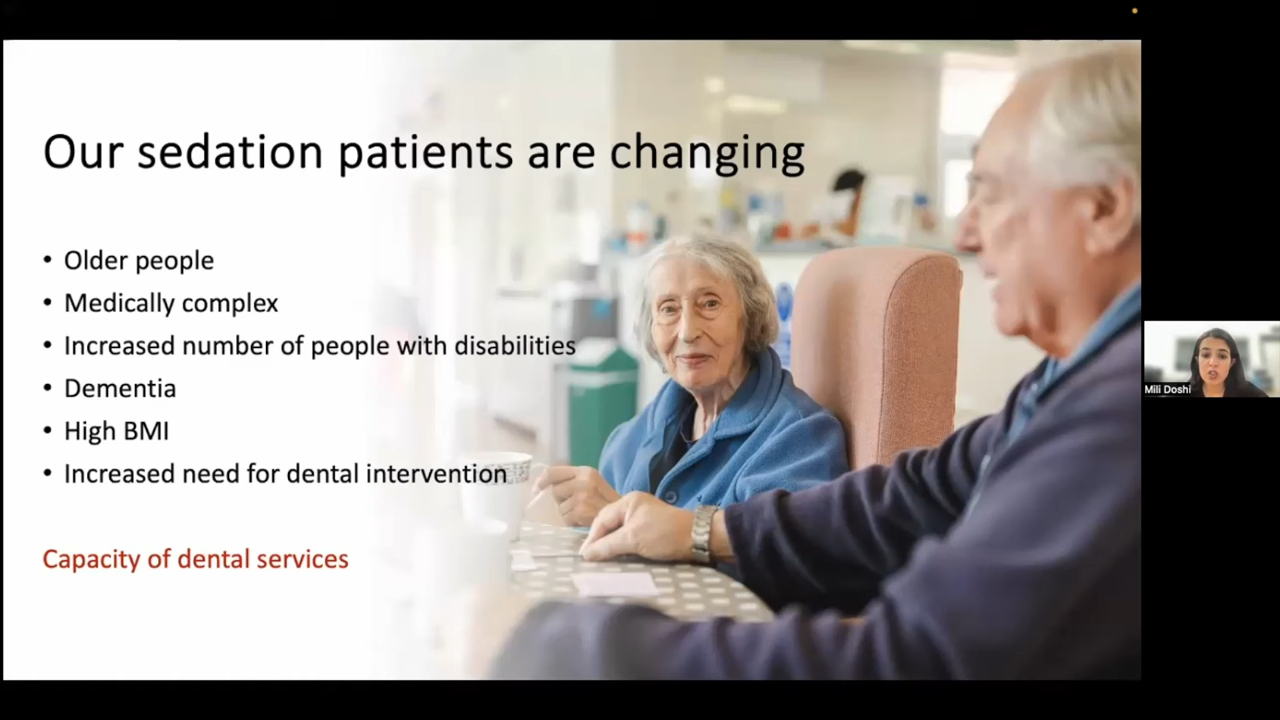 Our sedation patients are changing
• Older people
• Medically complex
• Increased number of people with disabilities
• Dementia
• High BMI
• Increased need for dental intervention
Capacity of dental services
Mili Doshi